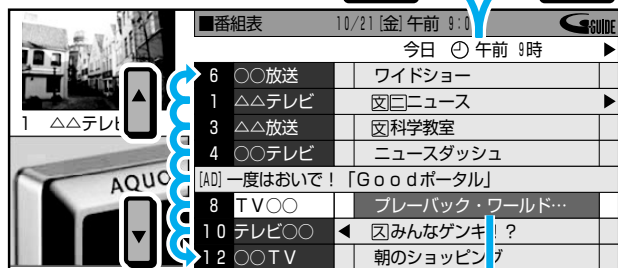 ■番組表 10/21[金]午前 9:0 GGUIDE
今日 午前 9時 ▶
6 ○○放送 ワイドショー
1 △△テレビ 文二ニュース ▶
3 △△放送 文科学教室
4 ○○テレビ ニュースダッシュ
[AD]一度はおいで!「Goodポータル」
8 TV○○ プレーバック・ワールド…
10 テレビ○○ ◀ スみんなゲンキ!?
12 ○○TV 朝のショッピング
1 △△テレビ
▲
AQUO
▼